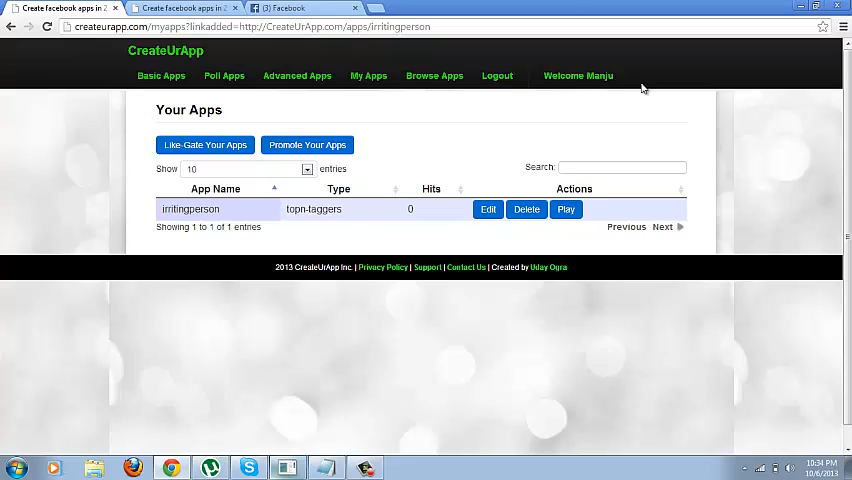 Create facebook apps in 2
Create facebook apps in 2
(3) Facebook
createurapp.com/myapps?linkadded=http://CreateUrApp.com/apps/irritingperson
CreateUrApp
Basic Apps Poll Apps Advanced Apps My Apps Browse Apps Logout Welcome Manju
Your Apps
Like-Gate Your Apps Promote Your Apps
Show 10 entries Search:
App Name Type Hits Actions
irritingperson topn-taggers 0 Edit Delete Play
Showing 1 to 1 of 1 entries Previous Next
2013 CreateUrApp Inc. | Privacy Policy | Support | Contact Us | Created by Uday Ogra
10:34 PM
10/6/2013